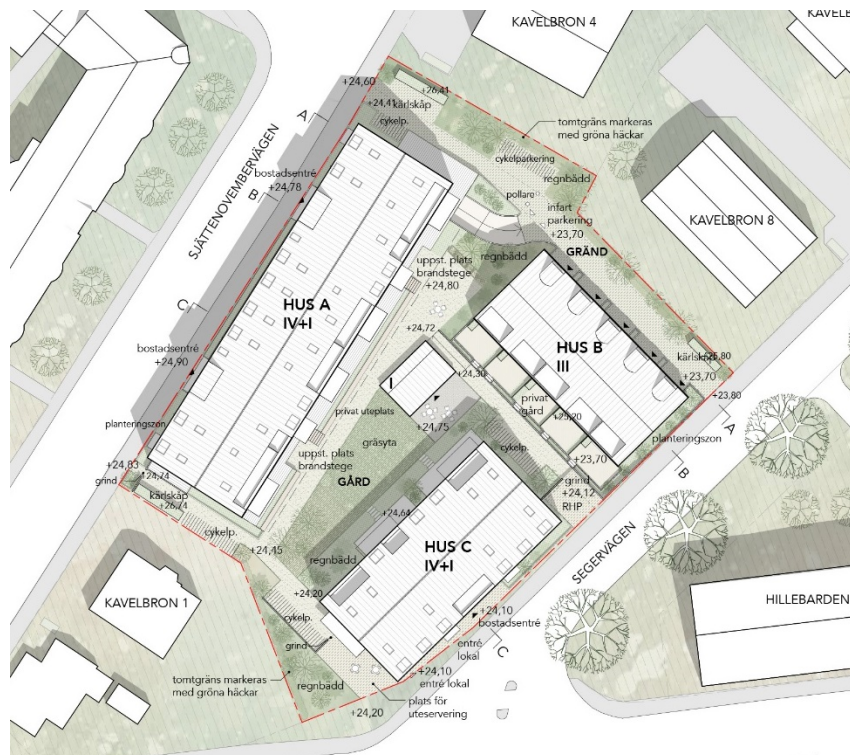 KAVELBRON 4
KAVELB
+24,60
+26,41
+24,41
kärlskåp
cykelp.
A
tomtgräns markeras
med gröna häckar
cykelparkering
SJÄTTENOVEMBERVÄGEN
bostadsentré
+24,78
B
regnbädd
pollare
infart
parkering
+23,70
KAVELBRON 8
GRÄND
regnbädd
uppst. plats
brandstege
+24,80
C
HUS A
IV+I
+24,72
bostadsentré
+24,90
HUS B
III
kärlskåp
+25,80
+23,70
+23,80
+24,30
I
privat
gård
+25,20
A
privat uteplats
+24,75
planteringszon
gräsyta
planteringszon
cykelp.
uppst. plats
brandstege
+23,70
B
+24,83
+24,74
grind
GÅRD
grind
+24,12
RHP
kärlskåp
+26,74
+24,64
cykelp.
HUS C
IV+I
SEGERVÄGEN
+24,45
regnbädd
+24,20
KAVELBRON 1
HILLEBARDEN
+24,10
bostadsentré
cykelp.
entré
lokal
C
grind
tomtgräns markeras
med gröna häckar
regnbädd
+24,10
entré lokal
plats för
uteservering
+24,20